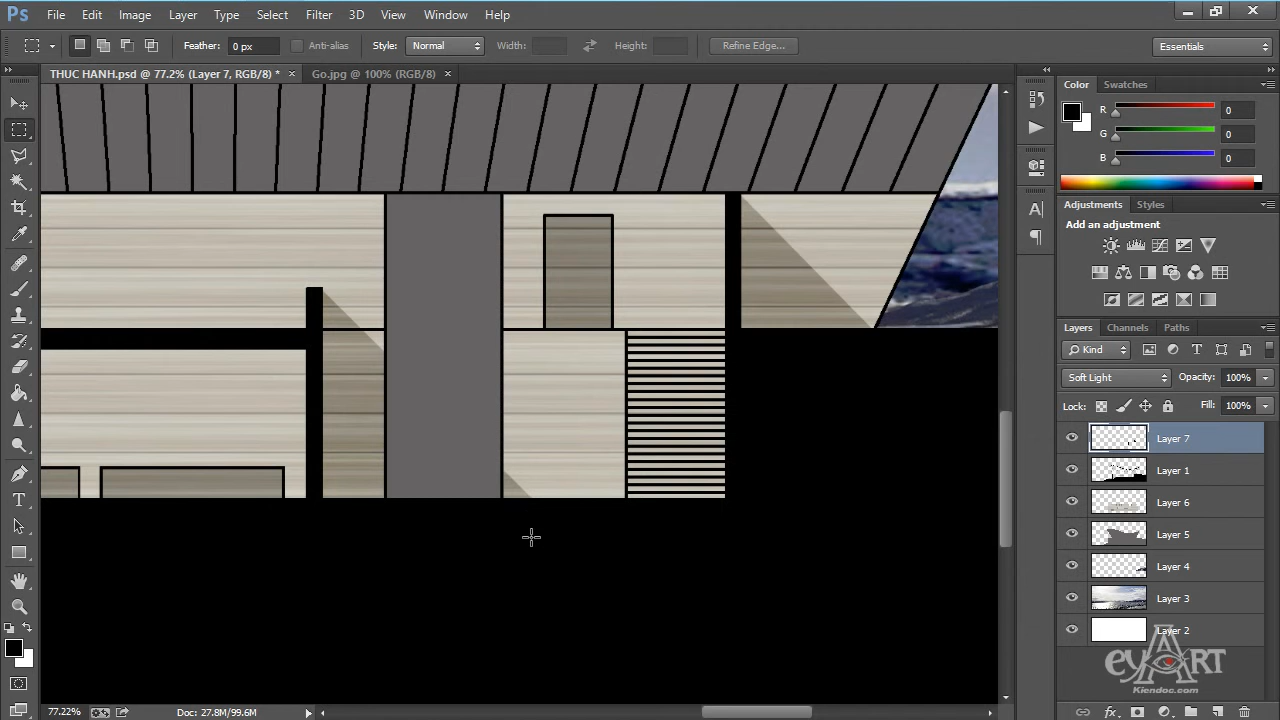 Ps File Edit Image Layer Type Select Filter 3D View Window Help
Feather: 0 px Anti-alias Style: Normal Width: Height: Refine Edge... Essentials
THUC HANH.psd @ 77.2% (Layer 7, RGB/8) * × Go.jpg @ 100% (RGB/8) ×
Color Swatches
R 0
G 0
B 0
Adjustments Styles
Add an adjustment
Layers Channels Paths
Kind
Soft Light Opacity: 100%
Lock: Fill: 100%
Layer 7
Layer 1
Layer 6
Layer 5
Layer 4
Layer 3
Layer 2
eyART
Kiendoc.com
77.22% Doc: 27.8M/99.6M